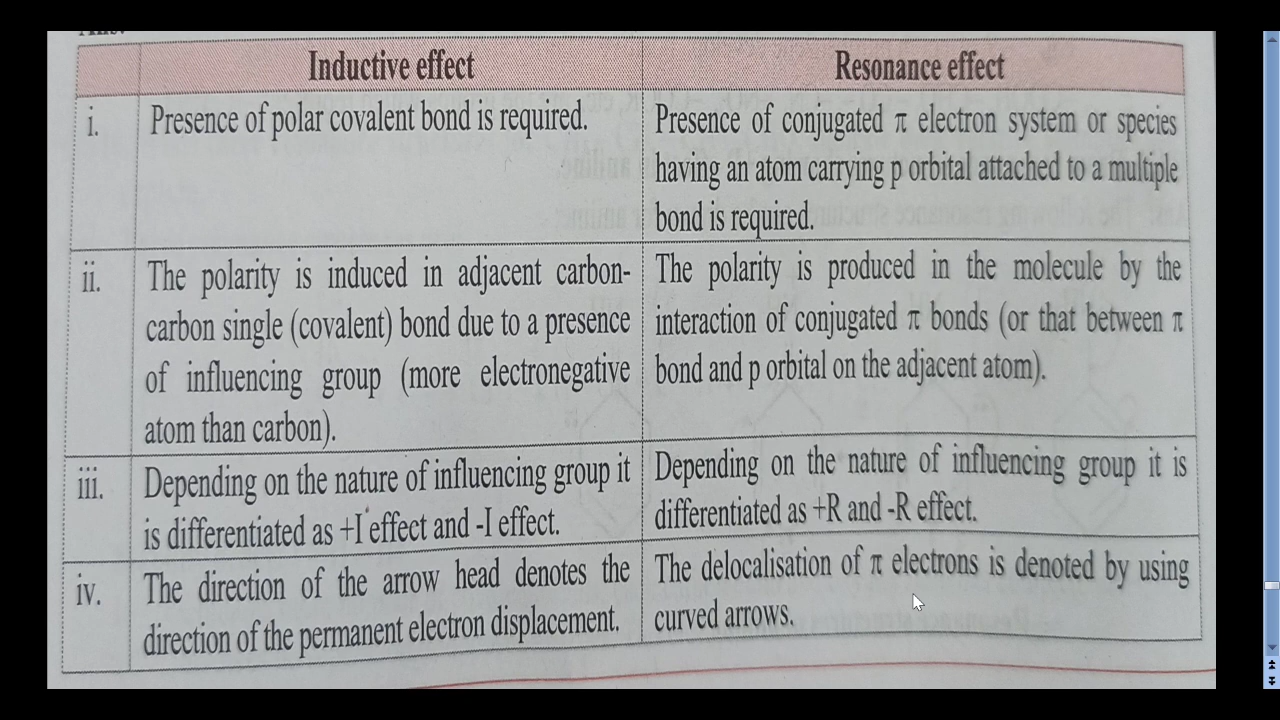 Inductive effect
Resonance effect
i.
Presence of polar covalent bond is required.
Presence of conjugated π electron system or species
having an atom carrying p orbital attached to a multiple
bond is required.
ii.
The polarity is induced in adjacent carbon-
carbon single (covalent) bond due to a presence
of influencing group (more electronegative
atom than carbon).
The polarity is produced in the molecule by the
interaction of conjugated π bonds (or that between π
bond and p orbital on the adjacent atom).
iii.
Depending on the nature of influencing group it
is differentiated as +I effect and -I effect.
Depending on the nature of influencing group it is
differentiated as +R and -R effect.
iv.
The direction of the arrow head denotes the
direction of the permanent electron displacement.
The delocalisation of π electrons is denoted by using
curved arrows.